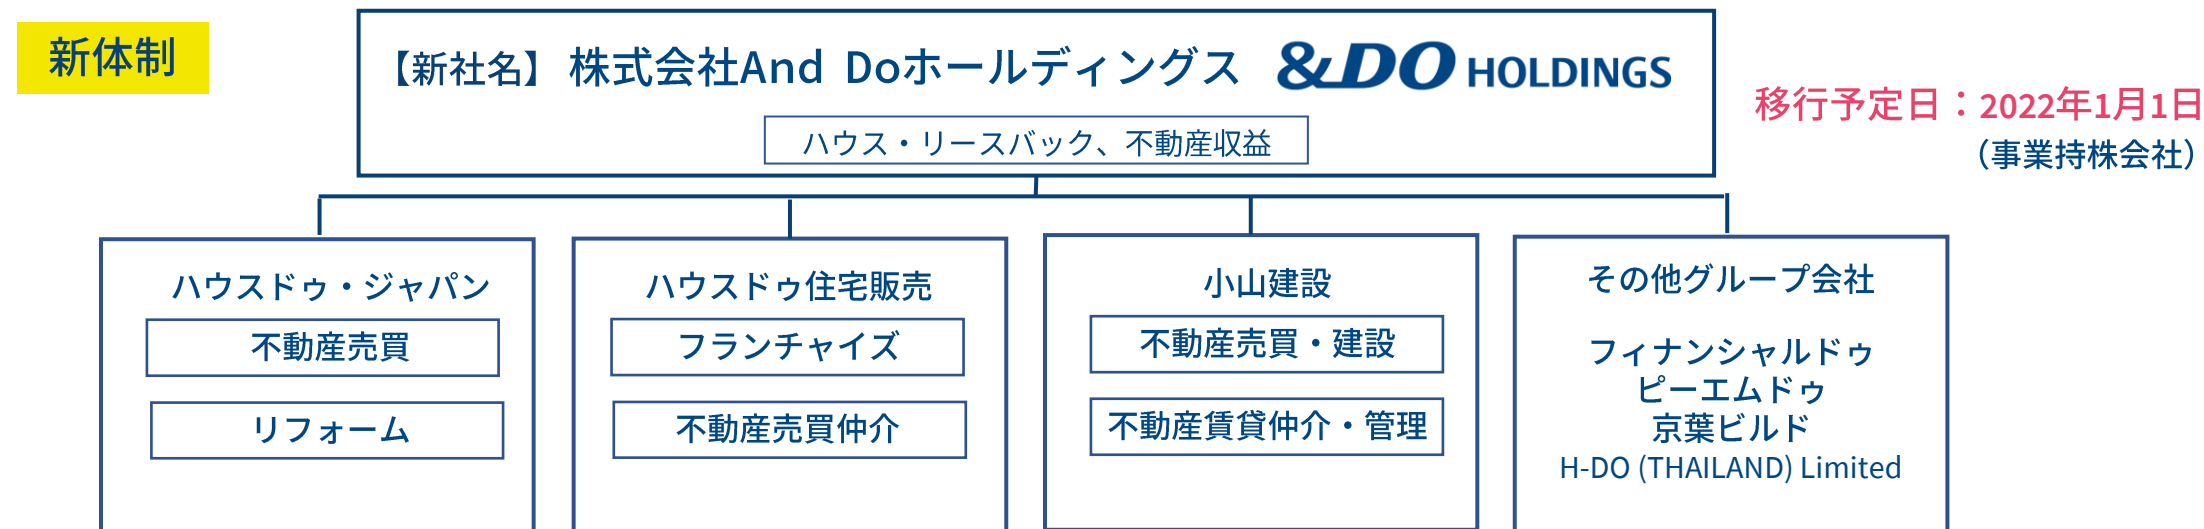 新体制
【新社名】 株式会社And Doホールディングス &DO HOLDINGS
ハウス・リースバック、不動産収益
移行予定日：2022年1月1日
（事業持株会社）
ハウスドゥ・ジャパン
不動産売買
リフォーム
ハウスドゥ住宅販売
フランチャイズ
不動産売買仲介
小山建設
不動産売買・建設
不動産賃貸仲介・管理
その他グループ会社
フィナンシャルドゥ
ピーエムドゥ
京葉ビルド
H-DO (THAILAND) Limited